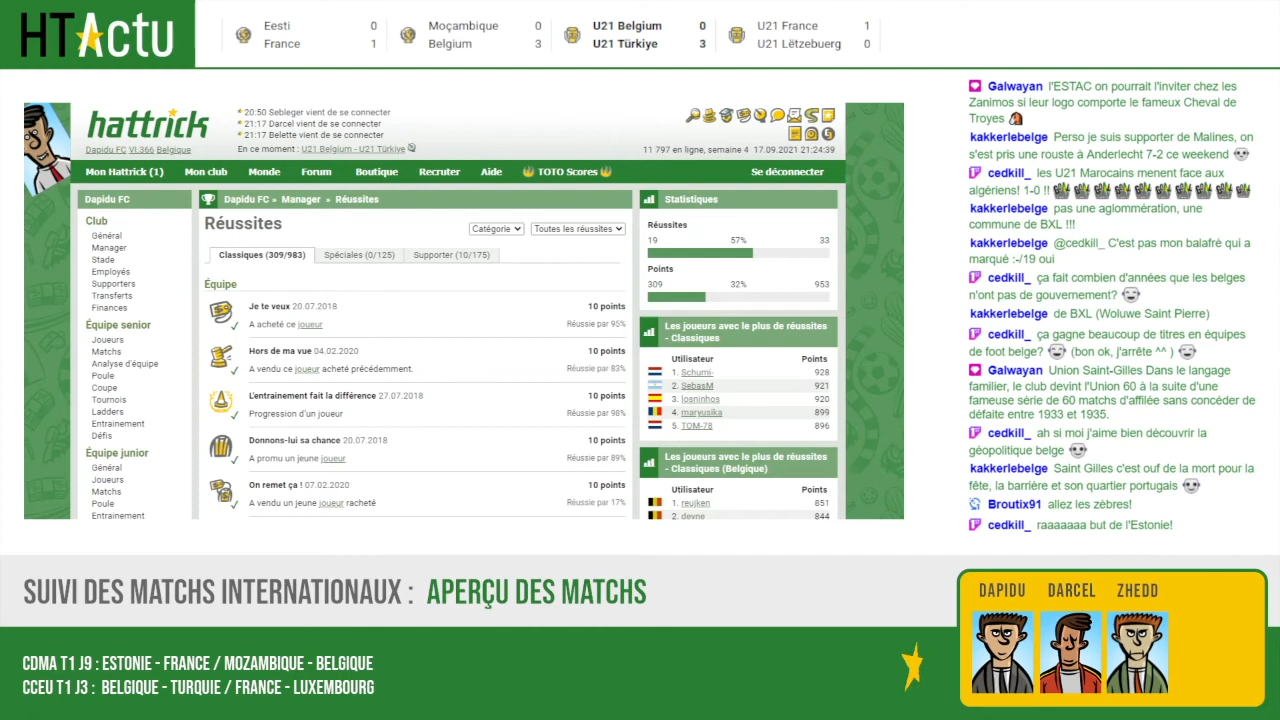 HTActu
Eesti 0
France 1
Moçambique 0
Belgium 3
U21 Belgium 0
U21 Türkiye 3
U21 France 1
U21 Lëtzebuerg 0
hattrick
Dapidu FC VI.366 Belgique
20:50 Sebleger vient de se connecter
21:17 Darcel vient de se connecter
21:17 Belette vient de se connecter
En ce moment : U21 Belgium - U21 Türkiye
11 797 en ligne, semaine 4 17.09.2021 21:24:39
Mon Hattrick (1) Mon club Monde Forum Boutique Recruter Aide TOTO Scores Se déconnecter
Dapidu FC
Club
Général
Manager
Stade
Employés
Supporters
Transferts
Finances
Équipe senior
Joueurs
Matchs
Analyse d'équipe
Poule
Coupe
Tournois
Ladders
Entrainement
Défis
Équipe junior
Général
Joueurs
Matchs
Poule
Entrainement
Dapidu FC » Manager » Réussites
Réussites
Catégorie Toutes les réussites
Classiques (309/983) Spéciales (0/125) Supporter (10/175)
Équipe
Je te veux 20.07.2018 10 points
A acheté ce joueur Réussie par 95%
Hors de ma vue 04.02.2020 10 points
A vendu ce joueur acheté précédemment. Réussie par 83%
L'entrainement fait la différence 27.07.2018 10 points
Progression d'un joueur Réussie par 98%
Donnons-lui sa chance 20.07.2018 10 points
A promu un jeune joueur Réussie par 89%
On remet ça ! 07.02.2020 10 points
A vendu un jeune joueur racheté Réussie par 17%
Statistiques
Réussites
19 57% 33
Points
309 32% 953
Les joueurs avec le plus de réussites
- Classiques
Utilisateur Points
1. Schumi- 928
2. SebasM 921
3. losninhos 920
4. maryusika 899
5. TOM-78 896
Les joueurs avec le plus de réussites
- Classiques (Belgique)
Utilisateur Points
1. reujken 851
2. devne 844
Galwayan l'ESTAC on pourrait l'inviter chez les
Zanimos si leur logo comporte le fameux Cheval de
Troyes
kakkerlebelge Perso je suis supporter de Malines, on
s'est pris une rouste à Anderlecht 7-2 ce weekend
cedkill_ les U21 Marocains menent face aux
algériens! 1-0 !!
kakkerlebelge pas une aglommération, une
commune de BXL !!!
kakkerlebelge @cedkill_ C'est pas mon balafré qui a
marqué :-/19 oui
cedkill_ ça fait combien d'années que les belges
n'ont pas de gouvernement?
kakkerlebelge de BXL (Woluwe Saint Pierre)
cedkill_ ça gagne beaucoup de titres en équipes
de foot belge? (bon ok, j'arrête ^^ )
Galwayan Union Saint-Gilles Dans le langage
familier, le club devint l'Union 60 à la suite d'une
fameuse série de 60 matchs d'affilée sans concéder de
défaite entre 1933 et 1935.
cedkill_ ah si moi j'aime bien découvrir la
géopolitique belge
kakkerlebelge Saint Gilles c'est ouf de la mort pour la
fête, la barrière et son quartier portugais
Broutix91 allez les zèbres!
cedkill_ raaaaaaa but de l'Estonie!
SUIVI DES MATCHS INTERNATIONAUX : APERÇU DES MATCHS
CDMA T1 J9 : ESTONIE - FRANCE / MOZAMBIQUE - BELGIQUE
CCEU T1 J3 : BELGIQUE - TURQUIE / FRANCE - LUXEMBOURG
DAPIDU DARCEL ZHEDD